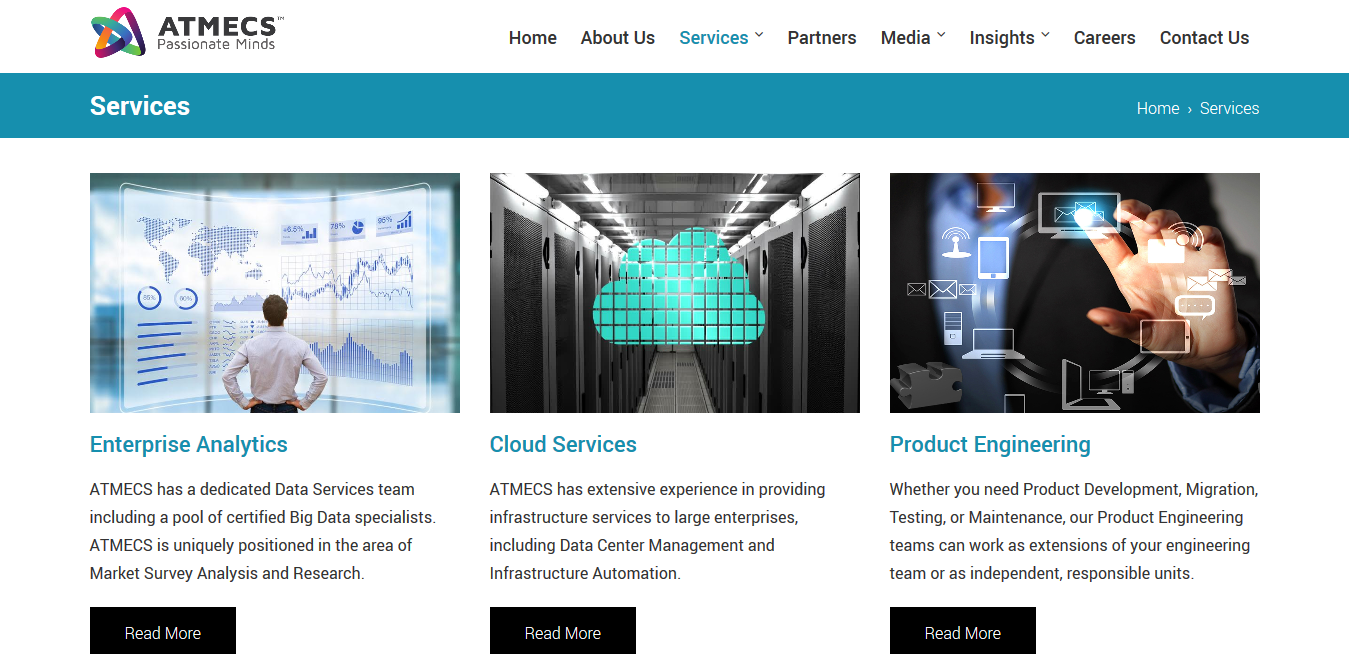 ATMECS™
Passionate Minds
Home About Us Services Partners Media Insights Careers Contact Us
Services
Home › Services
+6.5% 78% 95%
Enterprise Analytics
ATMECS has a dedicated Data Services team
including a pool of certified Big Data specialists.
ATMECS is uniquely positioned in the area of
Market Survey Analysis and Research.
Read More
Cloud Services
ATMECS has extensive experience in providing
infrastructure services to large enterprises,
including Data Center Management and
Infrastructure Automation.
Read More
Product Engineering
Whether you need Product Development, Migration,
Testing, or Maintenance, our Product Engineering
teams can work as extensions of your engineering
team or as independent, responsible units.
Read More